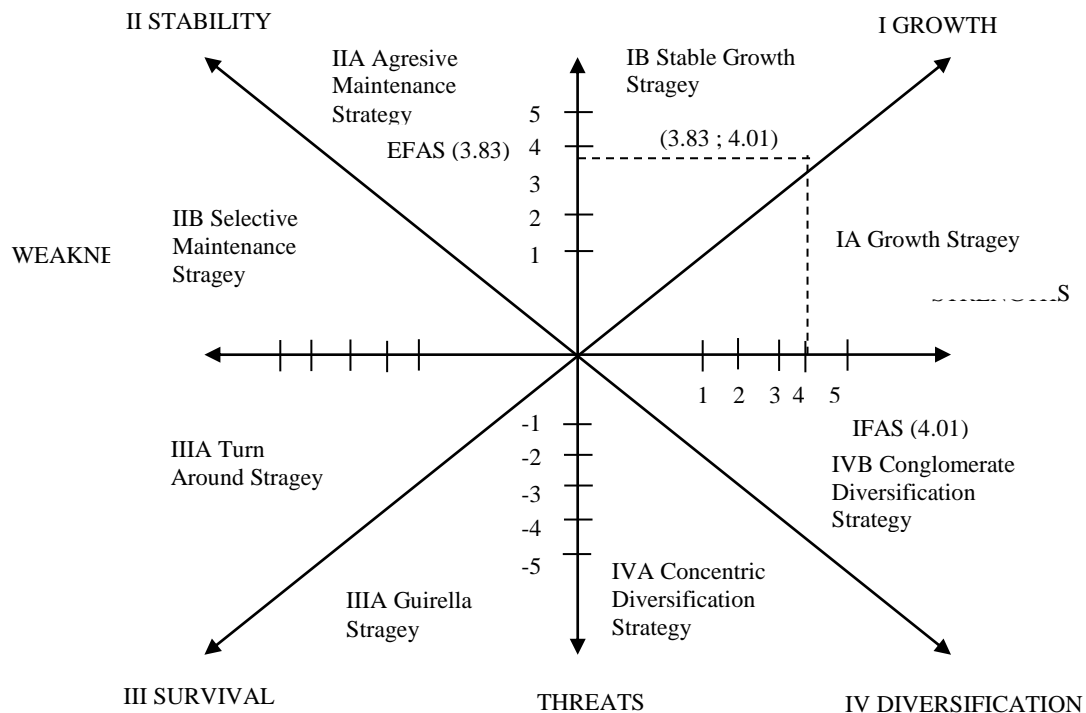 II STABILITY
I GROWTH
IIA Agresive
Maintenance
Strategy
IB Stable Growth
Stragey
5
4
3
2
1
EFAS (3.83)
(3.83 ; 4.01)
IIB Selective
Maintenance
Stragey
WEAKNE
IA Growth Stragey
1 2 3 4 5
IFAS (4.01)
IIIA Turn
Around Stragey
-1
-2
-3
-4
-5
IVB Conglomerate
Diversification
Strategy
IIIA Guirella
Stragey
IVA Concentric
Diversification
Strategy
III SURVIVAL
THREATS
IV DIVERSIFICATION